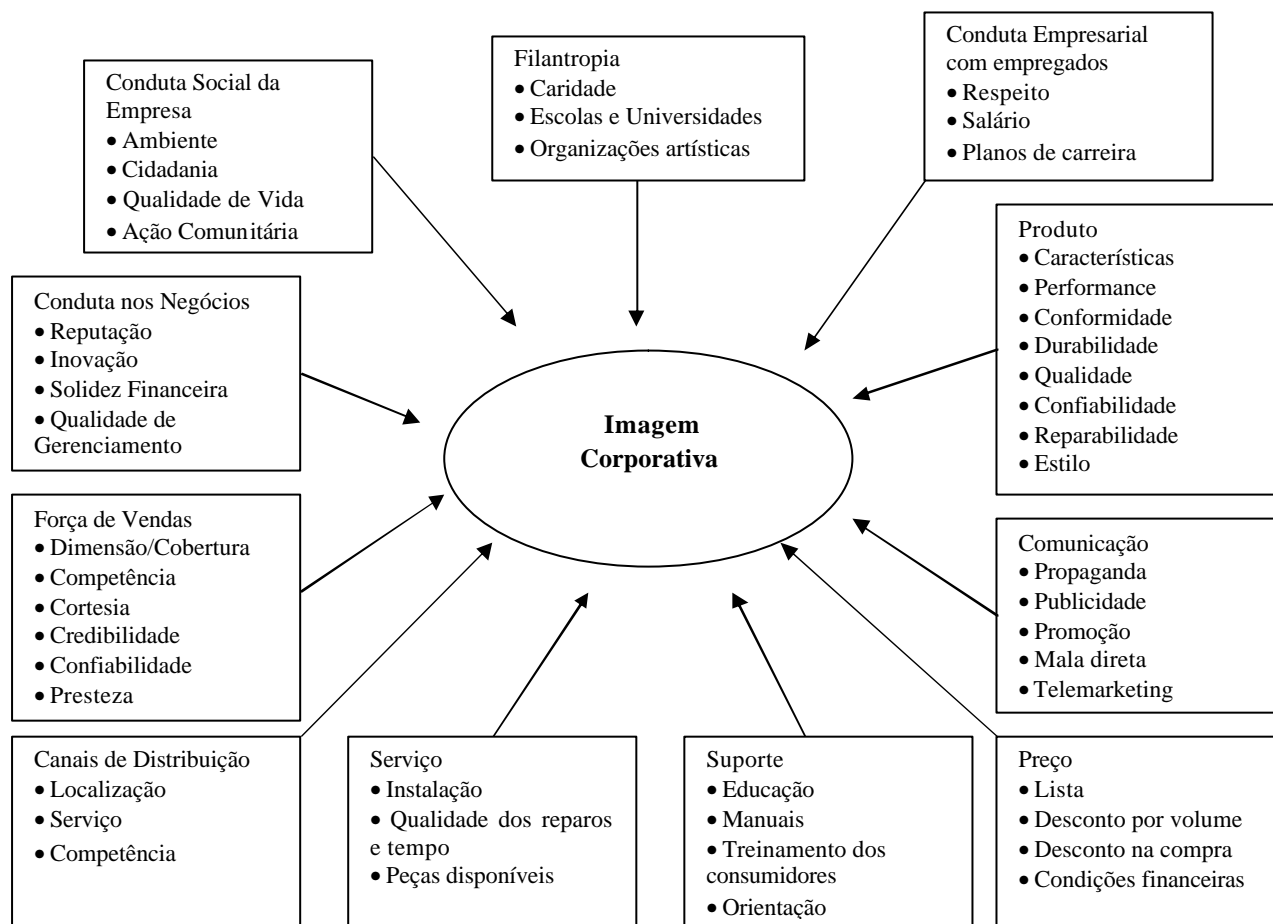 Conduta Social da
Empresa
• Ambiente
• Cidadania
• Qualidade de Vida
• Ação Comunitária
Filantropia
• Caridade
• Escolas e Universidades
• Organizações artísticas
Conduta Empresarial
com empregados
• Respeito
• Salário
• Planos de carreira
Conduta nos Negócios
• Reputação
• Inovação
• Solidez Financeira
• Qualidade de
Gerenciamento
Imagem
Corporativa
Produto
• Características
• Performance
• Conformidade
• Durabilidade
• Qualidade
• Confiabilidade
• Reparabilidade
• Estilo
Força de Vendas
• Dimensão/Cobertura
• Competência
• Cortesia
• Credibilidade
• Confiabilidade
• Presteza
Comunicação
• Propaganda
• Publicidade
• Promoção
• Mala direta
• Telemarketing
Canais de Distribuição
• Localização
• Serviço
• Competência
Serviço
• Instalação
• Qualidade dos reparos
e tempo
• Peças disponíveis
Suporte
• Educação
• Manuais
• Treinamento dos
consumidores
• Orientação
Preço
• Lista
• Desconto por volume
• Desconto na compra
• Condições financeiras